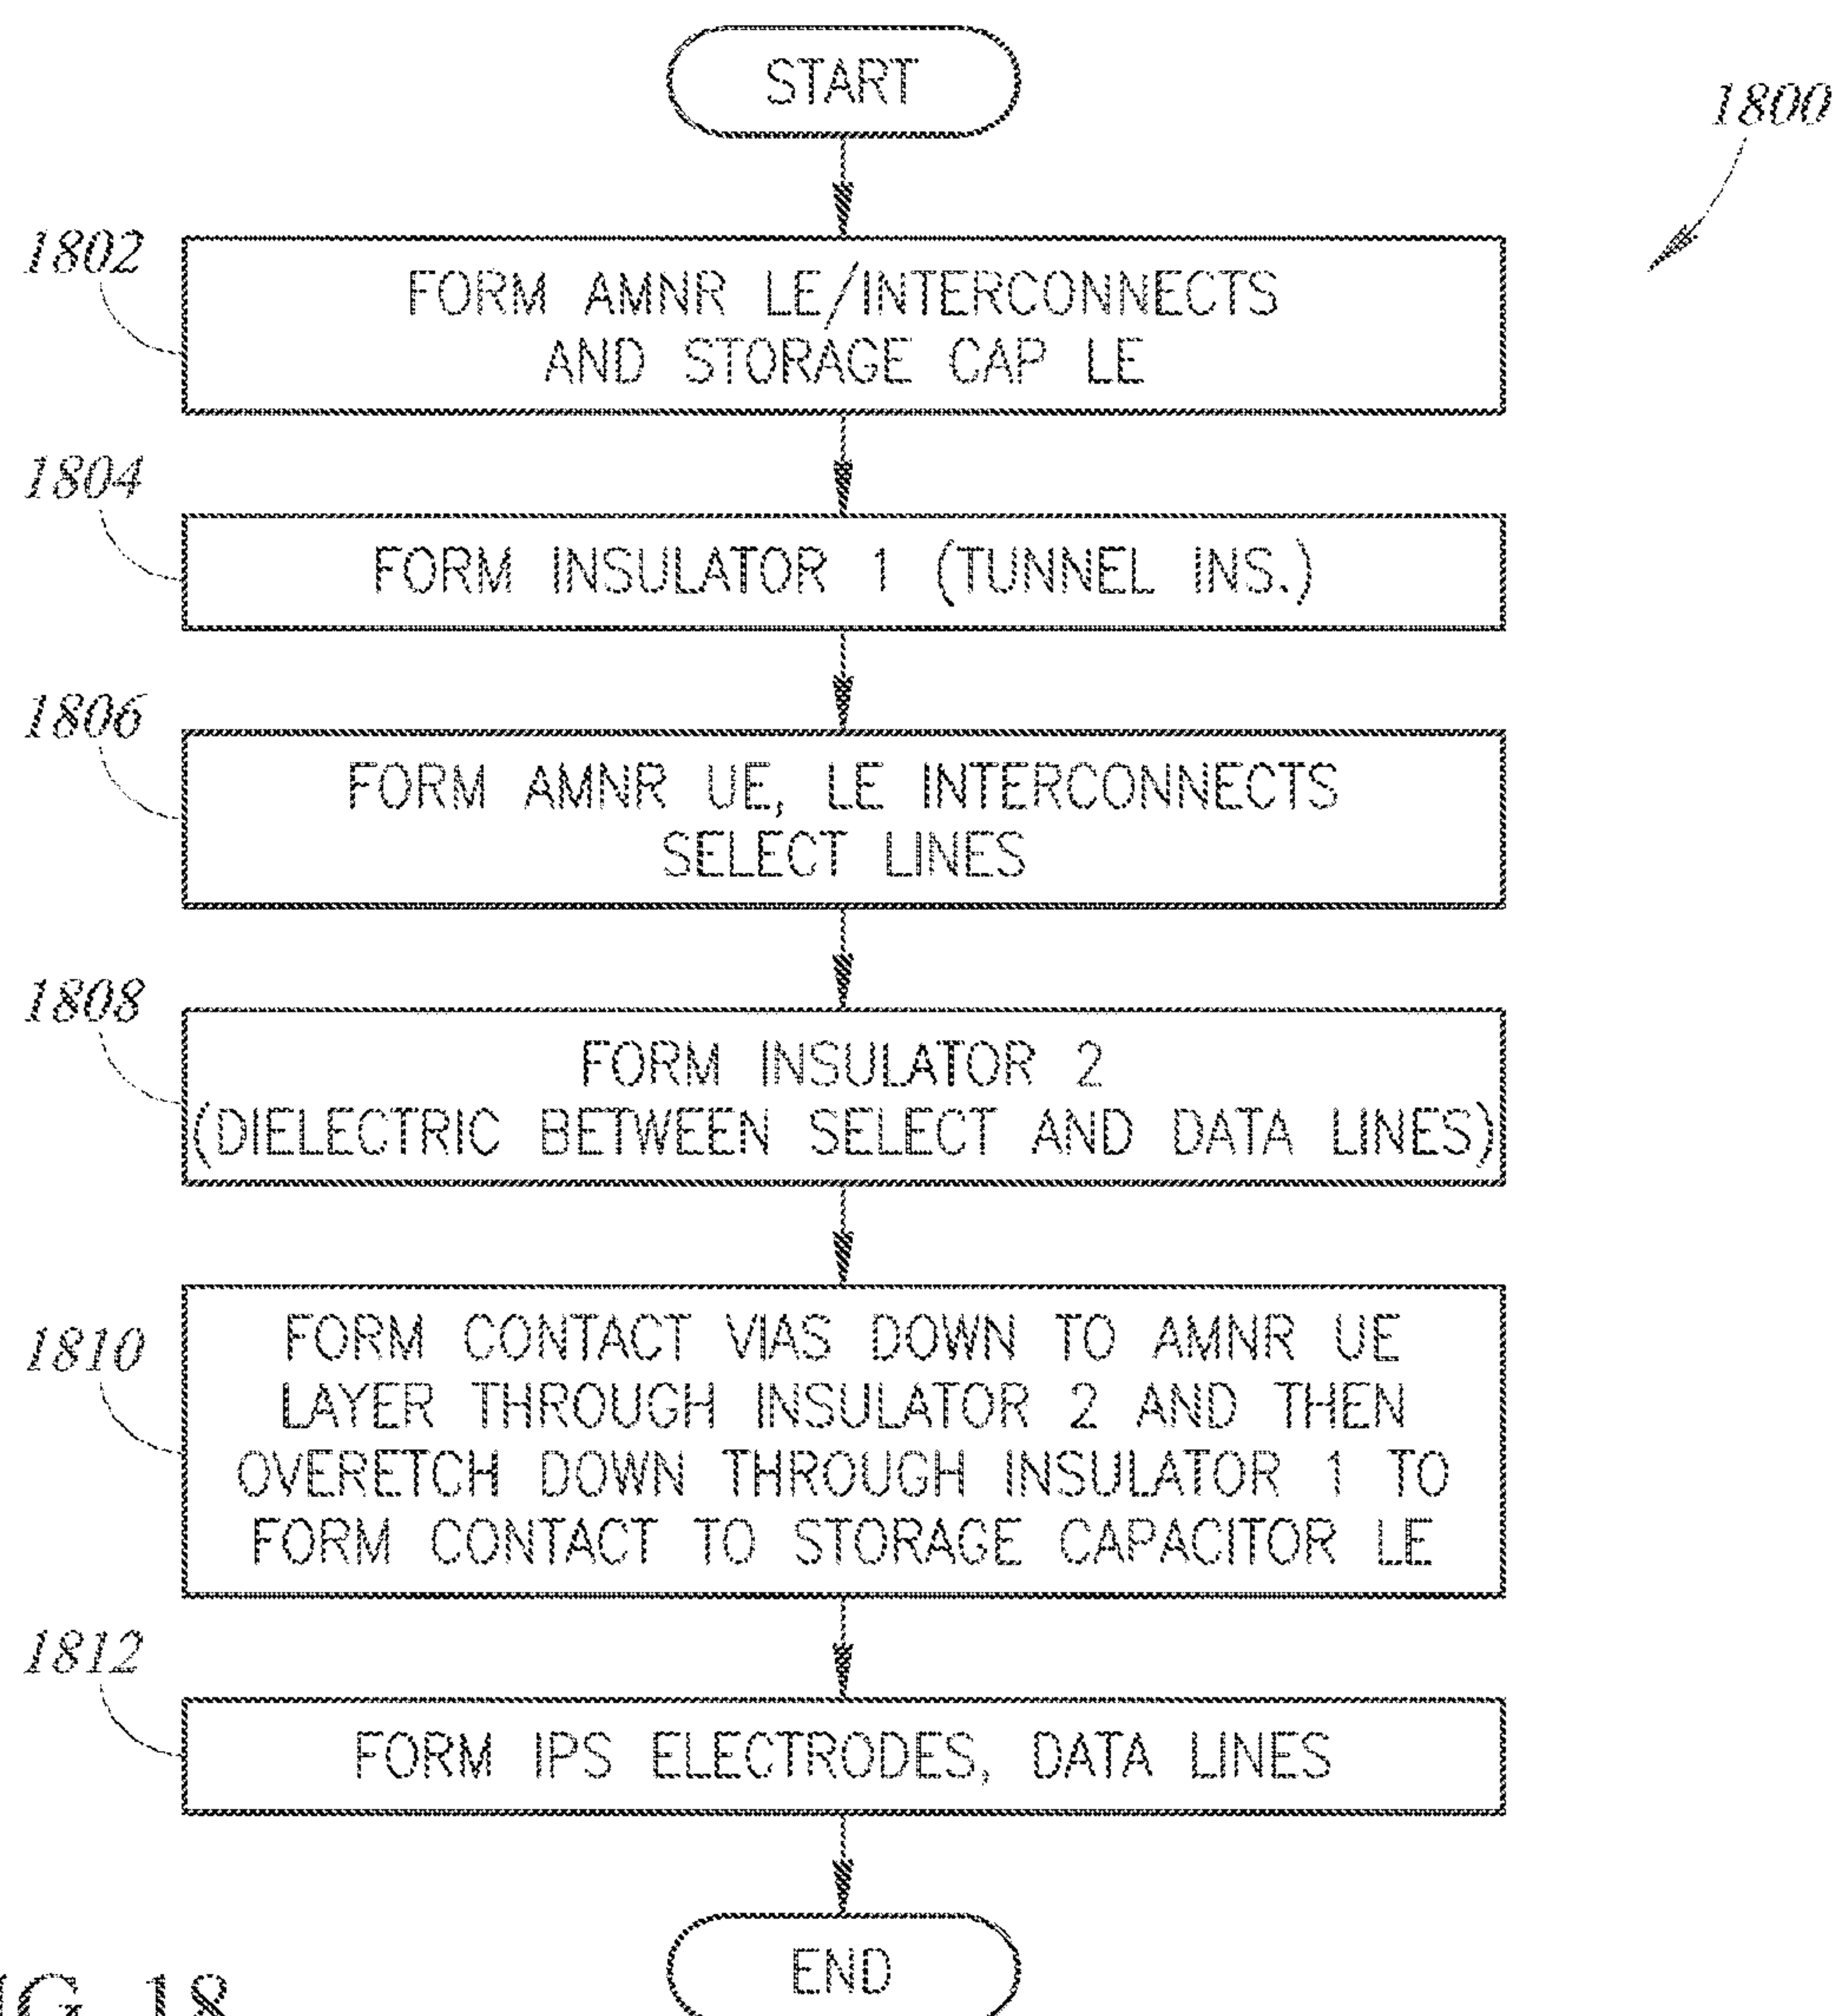 START
1800
1802
FORM AMNR LE/INTERCONNECTS
AND STORAGE CAP LE
1804
FORM INSULATOR 1 (TUNNEL INS.)
1806
FORM AMNR UE, LE INTERCONNECTS
SELECT LINES
1808
FORM INSULATOR 2
(DIELECTRIC BETWEEN SELECT AND DATA LINES)
1810
FORM CONTACT VIAS DOWN TO AMNR UE
LAYER THROUGH INSULATOR 2 AND THEN
OVERETCH DOWN THROUGH INSULATOR 1 TO
FORM CONTACT TO STORAGE CAPACITOR LE
1812
FORM IPS ELECTRODES, DATA LINES
END
IG. 18